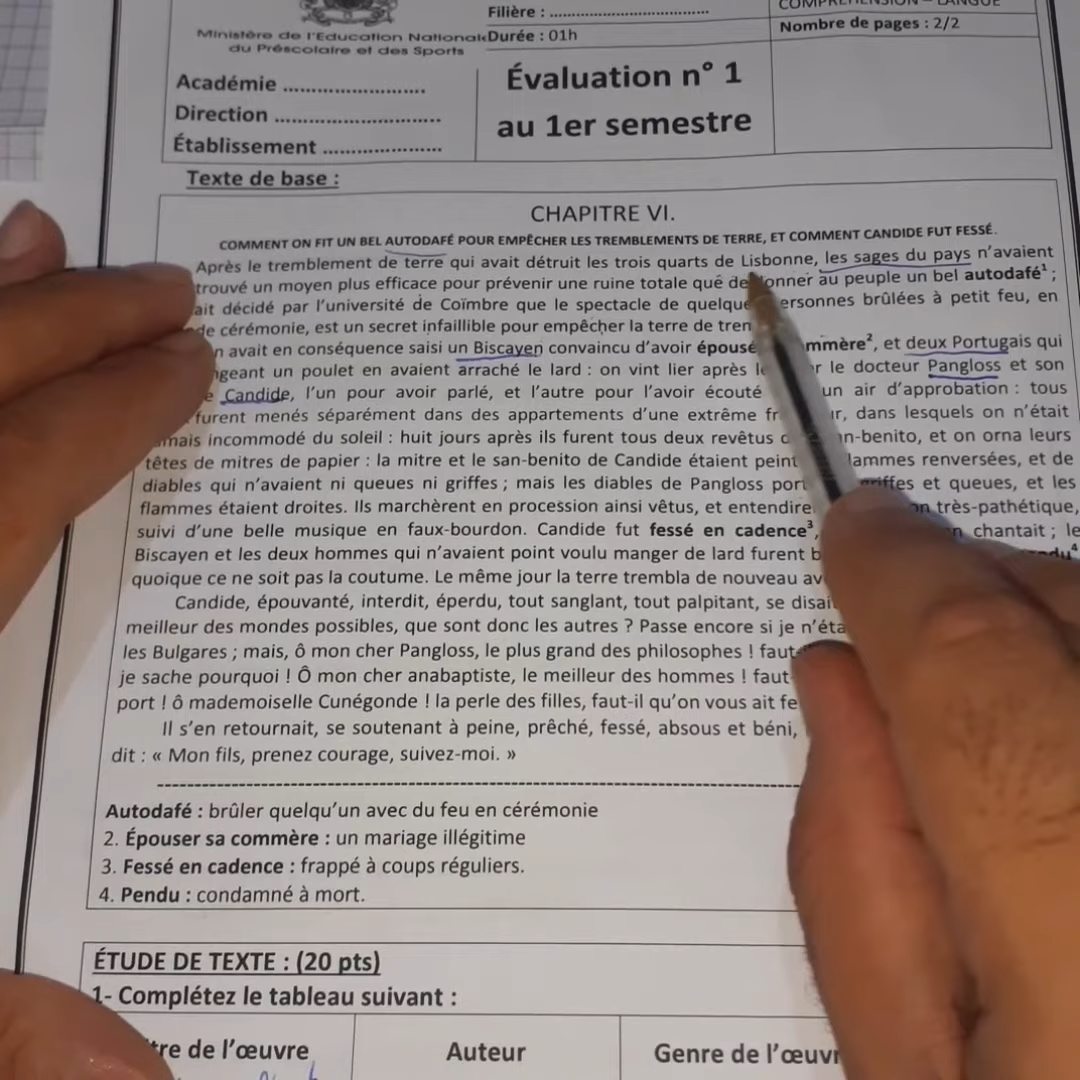 COMPRÉHENSION – LANGUE
Filière : ...................................
Nombre de pages : 2/2
Ministère de l'Education Nationale
Durée : 01h
du Préscolaire et des Sports
Académie ........................
Évaluation n° 1
Direction ............................
au 1er semestre
Établissement ....................
Texte de base :
CHAPITRE VI.
COMMENT ON FIT UN BEL AUTODAFÉ POUR EMPÊCHER LES TREMBLEMENTS DE TERRE, ET COMMENT CANDIDE FUT FESSÉ.
Après le tremblement de terre qui avait détruit les trois quarts de Lisbonne, les sages du pays n'avaient
trouvé un moyen plus efficace pour prévenir une ruine totale que de donner au peuple un bel autodafé¹ ;
ait décidé par l'université de Coïmbre que le spectacle de quelque ersonnes brûlées à petit feu, en
de cérémonie, est un secret infaillible pour empêcher la terre de trem
n avait en conséquence saisi un Biscayen convaincu d'avoir épousé mmère², et deux Portugais qui
ngeant un poulet en avaient arraché le lard : on vint lier après le r le docteur Pangloss et son
e Candide, l'un pour avoir parlé, et l'autre pour l'avoir écouté un air d'approbation : tous
furent menés séparément dans des appartements d'une extrême fr ur, dans lesquels on n'était
mais incommodé du soleil : huit jours après ils furent tous deux revêtus d n-benito, et on orna leurs
têtes de mitres de papier : la mitre et le san-benito de Candide étaient peint lammes renversées, et de
diables qui n'avaient ni queues ni griffes ; mais les diables de Pangloss por griffes et queues, et les
flammes étaient droites. Ils marchèrent en procession ainsi vêtus, et entendire n très-pathétique,
suivi d'une belle musique en faux-bourdon. Candide fut fessé en cadence³, n chantait ; le
Biscayen et les deux hommes qui n'avaient point voulu manger de lard furent b ndu⁴
quoique ce ne soit pas la coutume. Le même jour la terre trembla de nouveau av
Candide, épouvanté, interdit, éperdu, tout sanglant, tout palpitant, se disai
meilleur des mondes possibles, que sont donc les autres ? Passe encore si je n'éta
les Bulgares ; mais, ô mon cher Pangloss, le plus grand des philosophes ! faut-
je sache pourquoi ! Ô mon cher anabaptiste, le meilleur des hommes ! faut-
port ! ô mademoiselle Cunégonde ! la perle des filles, faut-il qu'on vous ait fe
Il s'en retournait, se soutenant à peine, prêché, fessé, absous et béni,
dit : « Mon fils, prenez courage, suivez-moi. »
Autodafé : brûler quelqu'un avec du feu en cérémonie
2. Épouser sa commère : un mariage illégitime
3. Fessé en cadence : frappé à coups réguliers.
4. Pendu : condamné à mort.
ÉTUDE DE TEXTE : (20 pts)
1- Complétez le tableau suivant :
tre de l'œuvre
Auteur
Genre de l'œuvr